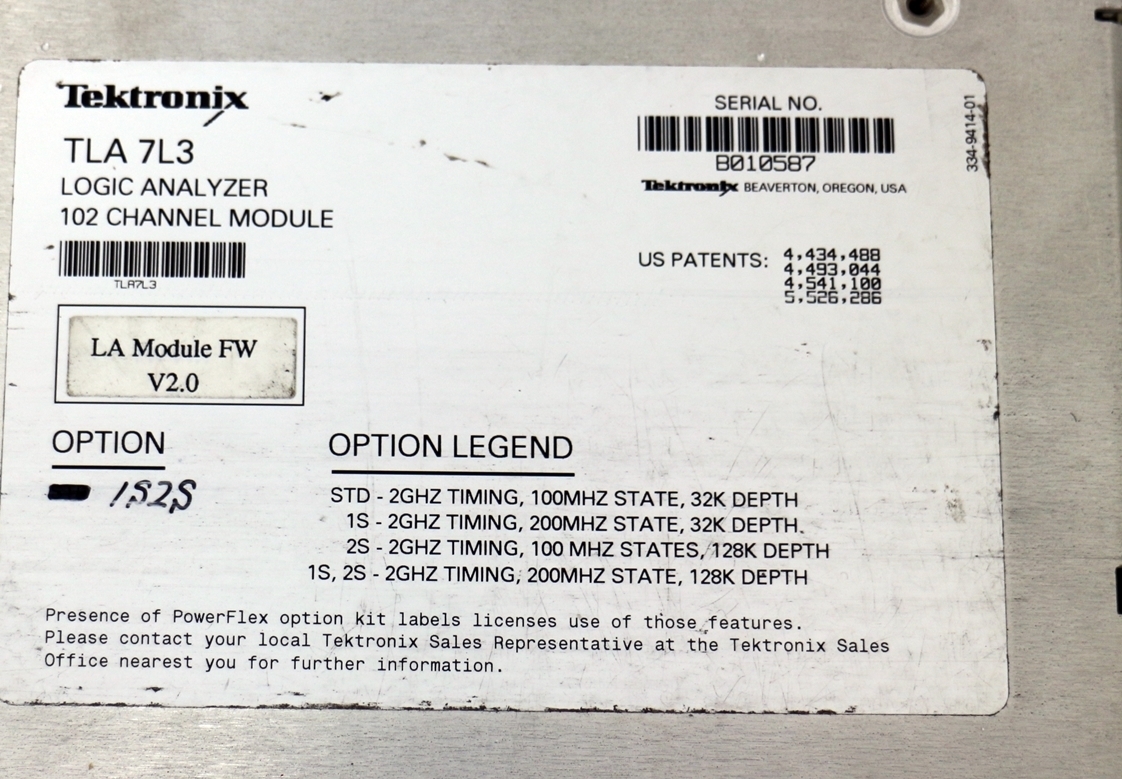 Tektronix
TLA 7L3
LOGIC ANALYZER
102 CHANNEL MODULE
TLA7L3
LA Module FW
V2.0
SERIAL NO.
B010587
Tektronix BEAVERTON, OREGON, USA
334-9414-01
US PATENTS: 4,434,488
4,493,044
4,541,100
5,526,286
OPTION
1S2S
OPTION LEGEND
STD - 2GHZ TIMING, 100MHZ STATE, 32K DEPTH
1S - 2GHZ TIMING, 200MHZ STATE, 32K DEPTH.
2S - 2GHZ TIMING, 100 MHZ STATES, 128K DEPTH
1S, 2S - 2GHZ TIMING, 200MHZ STATE, 128K DEPTH
Presence of PowerFlex option kit labels licenses use of those features.
Please contact your local Tektronix Sales Representative at the Tektronix Sales
Office nearest you for further information.